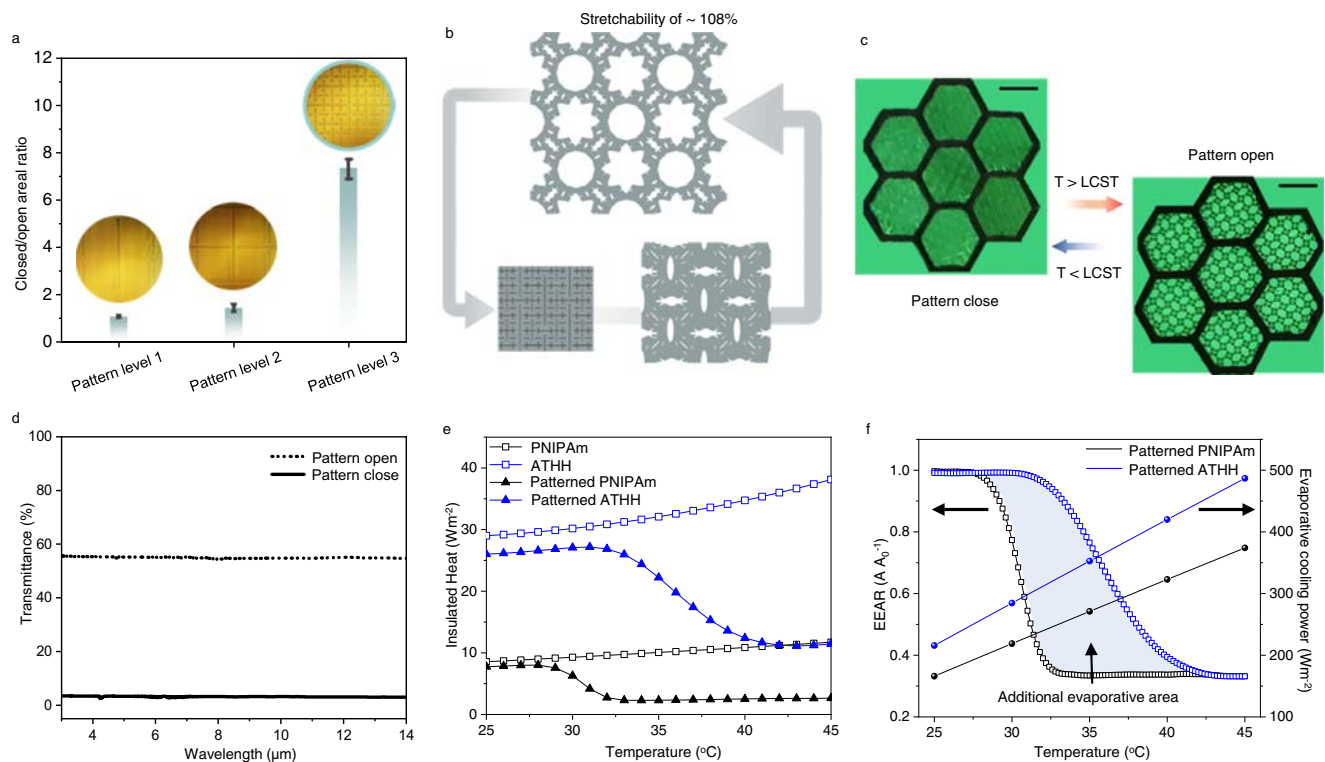 a
Closed/open areal ratio
12
10
8
6
4
2
0
Pattern level 1
Pattern level 2
Pattern level 3
b
Stretchability of ~ 108%
c
Pattern close
T > LCST
T < LCST
Pattern open
d
Transmittance (%)
100
80
60
40
20
0
Pattern open
Pattern close
4 6 8 10 12 14
Wavelength (µm)
e
Insulated Heat (Wm-2)
40
30
20
10
0
PNIPAm
ATHH
Patterned PNIPAm
Patterned ATHH
25 30 35 40 45
Temperature (ºC)
f
EEAR (A A0-1)
1.0
0.8
0.6
0.4
0.2
Patterned PNIPAm
Patterned ATHH
Additional evaporative area
25 30 35 40 45
Temperature (ºC)
500
400
300
200
100
Evaporative cooling power (Wm-2)